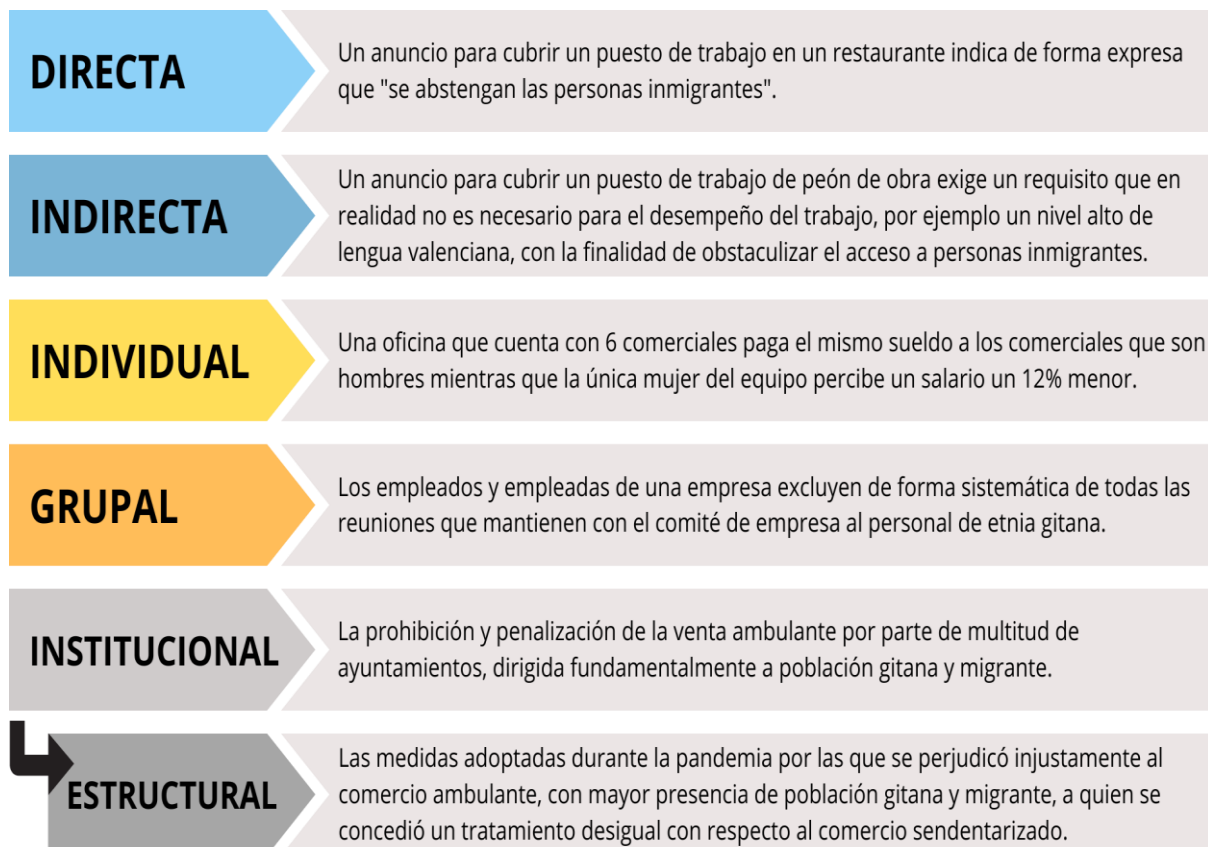 DIRECTA
Un anuncio para cubrir un puesto de trabajo en un restaurante indica de forma expresa
que "se abstengan las personas inmigrantes".
INDIRECTA
Un anuncio para cubrir un puesto de trabajo de peón de obra exige un requisito que en
realidad no es necesario para el desempeño del trabajo, por ejemplo un nivel alto de
lengua valenciana, con la finalidad de obstaculizar el acceso a personas inmigrantes.
INDIVIDUAL
Una oficina que cuenta con 6 comerciales paga el mismo sueldo a los comerciales que son
hombres mientras que la única mujer del equipo percibe un salario un 12% menor.
GRUPAL
Los empleados y empleadas de una empresa excluyen de forma sistemática de todas las
reuniones que mantienen con el comité de empresa al personal de etnia gitana.
INSTITUCIONAL
La prohibición y penalización de la venta ambulante por parte de multitud de
ayuntamientos, dirigida fundamentalmente a población gitana y migrante.
ESTRUCTURAL
Las medidas adoptadas durante la pandemia por las que se perjudicó injustamente al
comercio ambulante, con mayor presencia de población gitana y migrante, a quien se
concedió un tratamiento desigual con respecto al comercio sendentarizado.